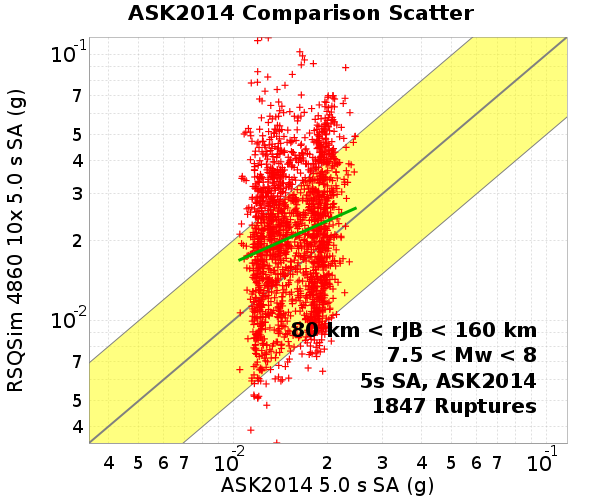 ASK2014 Comparison Scatter
RSQSim 4860 10x 5.0 s SA (g)
10-1
7
5
4
3
2
10-2
7
5
4
80 km < rJB < 160 km
7.5 < Mw < 8
5s SA, ASK2014
1847 Ruptures
4 5 6 7 10-2 2 3 4 5 6 7 10-1
ASK2014 5.0 s SA (g)